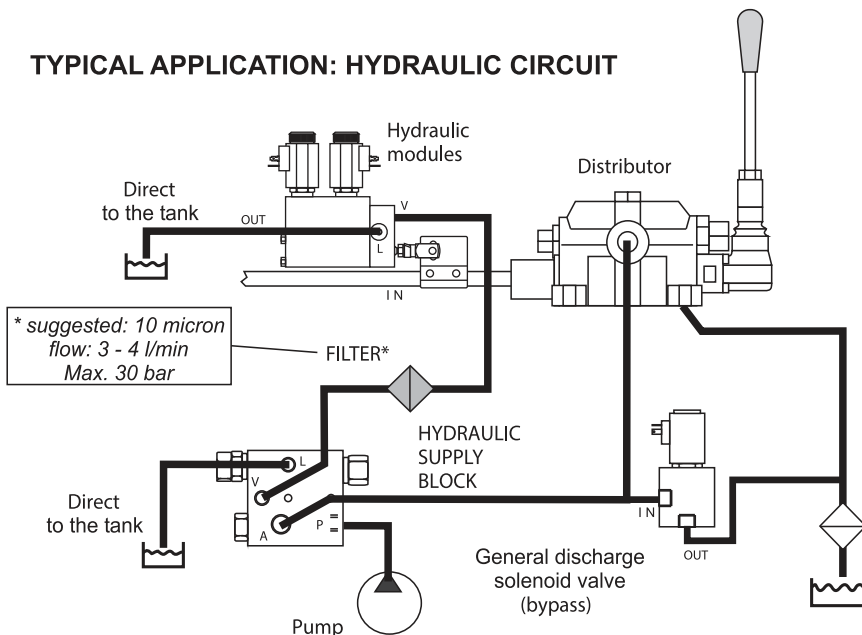 TYPICAL APPLICATION: HYDRAULIC CIRCUIT
Hydraulic
modules
Distributor
Direct
to the tank
OUT
V
L
IN
* suggested: 10 micron
flow: 3 - 4 l/min
Max. 30 bar
FILTER*
HYDRAULIC
SUPPLY
BLOCK
L
V
A
P
Direct
to the tank
IN
OUT
General discharge
solenoid valve
(bypass)
Pump